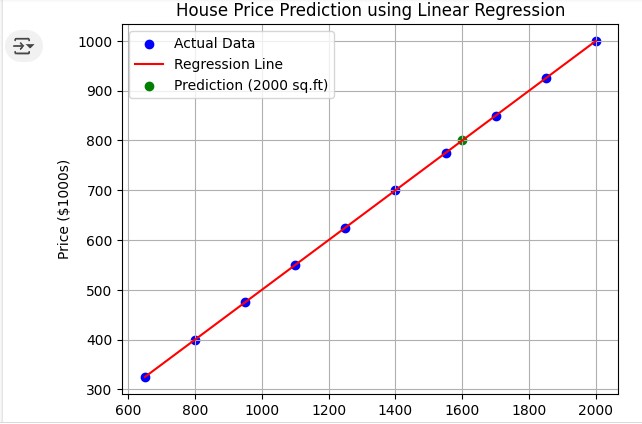 House Price Prediction using Linear Regression
Actual Data
Regression Line
Prediction (2000 sq.ft)
Price ($1000s)
1000
900
800
700
600
500
400
300
600 800 1000 1200 1400 1600 1800 2000